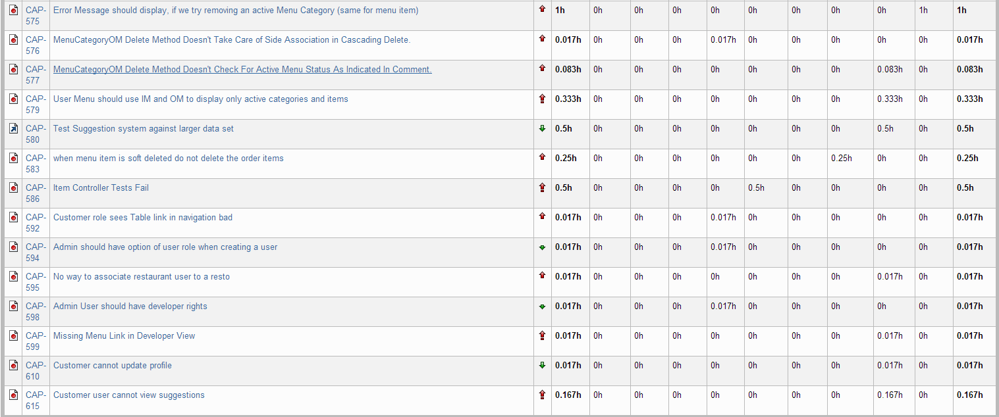 CAP-575 Error Message should display, if we try removing an active Menu Category (same for menu item) 1h 0h 0h 0h 0h 0h 0h 0h 0h 1h 1h
CAP-576 MenuCategoryOM Delete Method Doesn't Take Care of Side Association in Cascading Delete. 0.017h 0h 0h 0h 0.017h 0h 0h 0h 0h 0h 0.017h
CAP-577 MenuCategoryOM Delete Method Doesn't Check For Active Menu Status As Indicated In Comment. 0.083h 0h 0h 0h 0h 0h 0h 0h 0.083h 0h 0.083h
CAP-579 User Menu should use IM and OM to display only active categories and items 0.333h 0h 0h 0h 0h 0h 0h 0h 0.333h 0h 0.333h
CAP-580 Test Suggestion system against larger data set 0.5h 0h 0h 0h 0h 0h 0h 0h 0.5h 0h 0.5h
CAP-583 when menu item is soft deleted do not delete the order items 0.25h 0h 0h 0h 0h 0h 0h 0.25h 0h 0h 0.25h
CAP-586 Item Controller Tests Fail 0.5h 0h 0h 0h 0h 0.5h 0h 0h 0h 0h 0.5h
CAP-592 Customer role sees Table link in navigation bad 0.017h 0h 0h 0h 0.017h 0h 0h 0h 0h 0h 0.017h
CAP-594 Admin should have option of user role when creating a user 0.017h 0h 0h 0h 0.017h 0h 0h 0h 0h 0h 0.017h
CAP-595 No way to associate restaurant user to a resto 0.017h 0h 0h 0h 0h 0h 0h 0h 0.017h 0h 0.017h
CAP-598 Admin User should have developer rights 0.017h 0h 0h 0h 0.017h 0h 0h 0h 0h 0h 0.017h
CAP-599 Missing Menu Link in Developer View 0.017h 0h 0h 0h 0h 0h 0h 0h 0.017h 0h 0.017h
CAP-610 Customer cannot update profile 0.017h 0h 0h 0h 0h 0h 0h 0h 0.017h 0h 0.017h
CAP-615 Customer user cannot view suggestions 0.167h 0h 0h 0h 0h 0h 0h 0h 0.167h 0h 0.167h